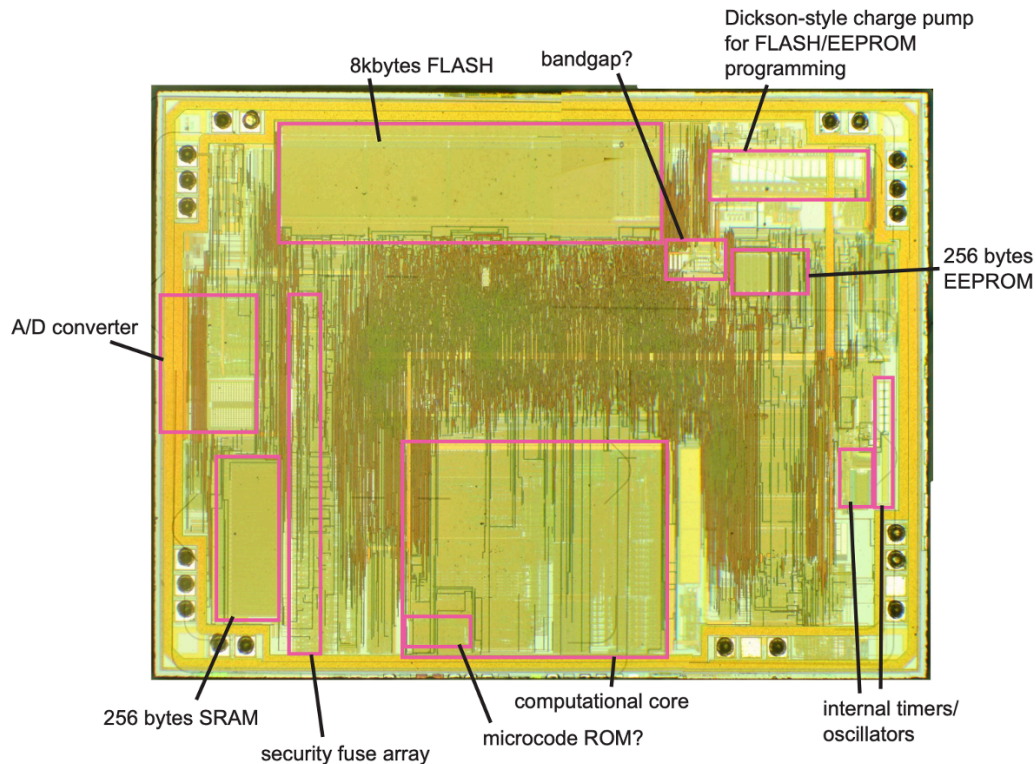 Dickson-style charge pump
for FLASH/EEPROM
programming
bandgap?
8kbytes FLASH
256 bytes
EEPROM
A/D converter
256 bytes SRAM
security fuse array
microcode ROM?
computational core
internal timers/
oscillators